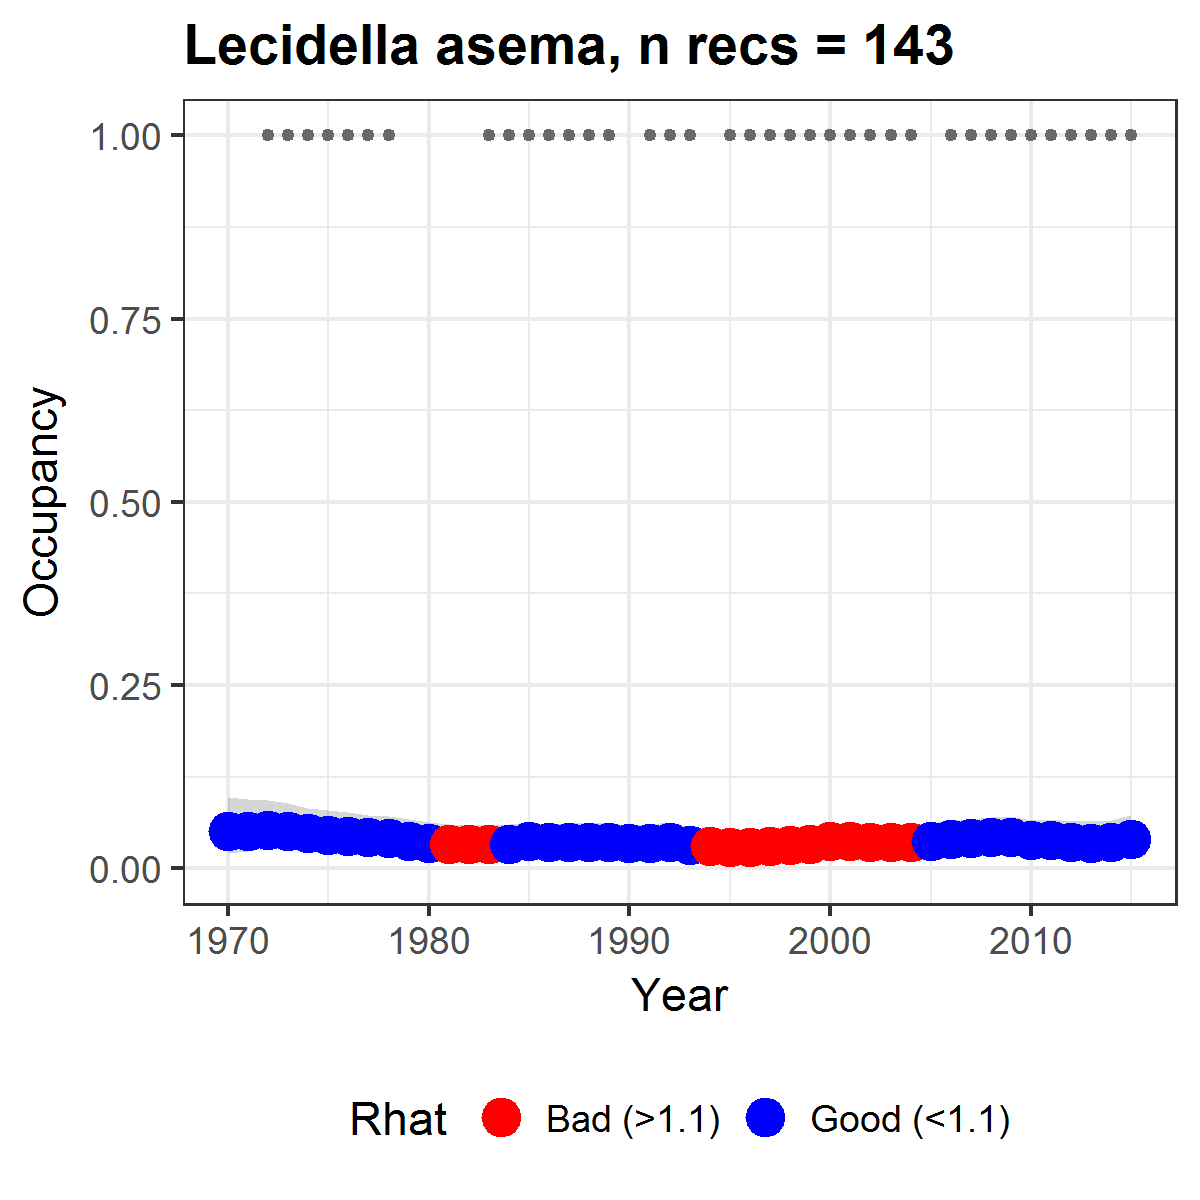 Lecidella asema, n recs = 143
1.00
0.75
0.50
0.25
0.00
Occupancy
1970 1980 1990 2000 2010
Year
Rhat Bad (>1.1) Good (<1.1)